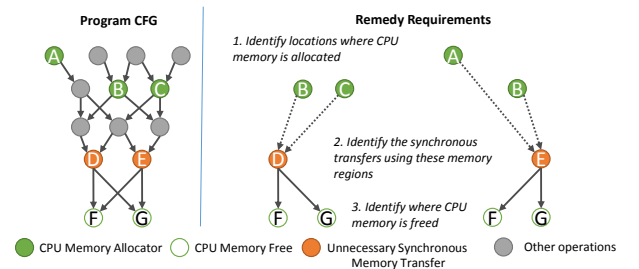 Program CFG
Remedy Requirements
1. Identify locations where CPU
memory is allocated
A
B
C
D
E
F
G
A
B
C
B
D
E
F
G
F
G
2. Identify the synchronous
transfers using these memory
regions
3. Identify where CPU
memory is freed
CPU Memory Allocator
CPU Memory Free
Unnecessary Synchronous
Memory Transfer
Other operations